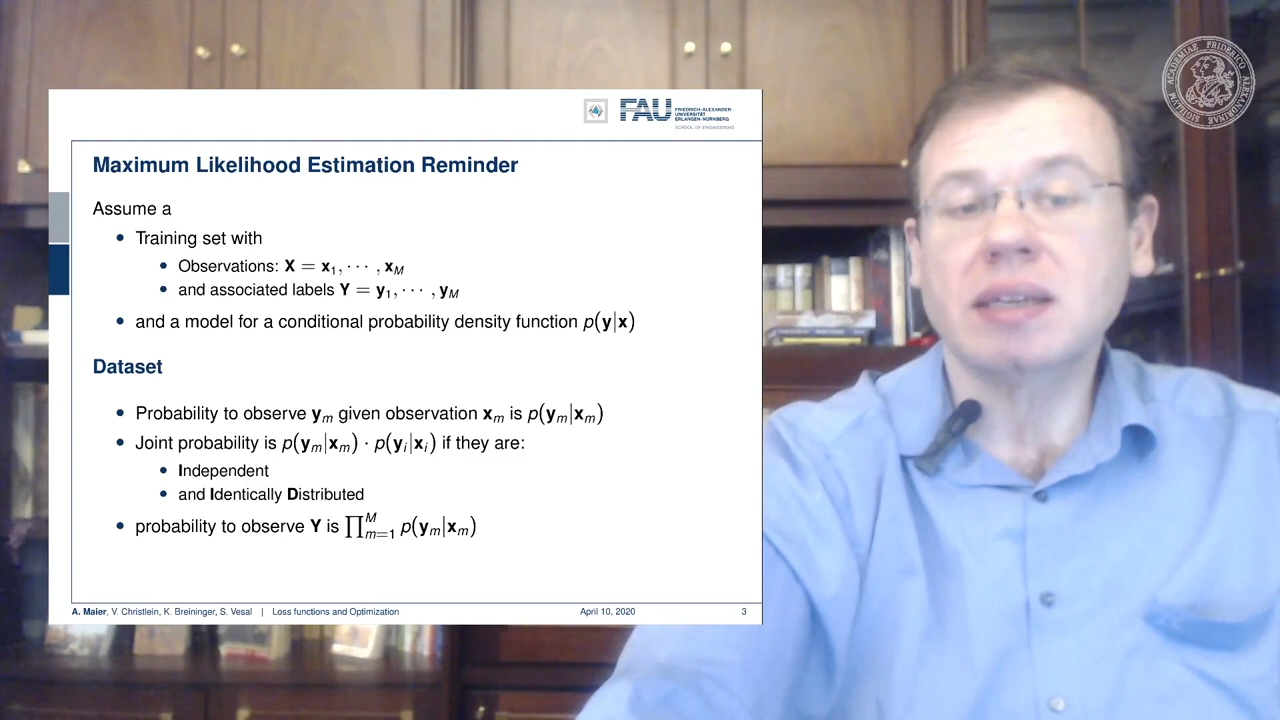 ACADEMIAE FRIDERICO ALEXANDRINAE SIGILLVM
FAU FRIEDRICH-ALEXANDER-
UNIVERSITÄT
ERLANGEN-NÜRNBERG
SCHOOL OF ENGINEERING
Maximum Likelihood Estimation Reminder
Assume a
• Training set with
• Observations: X = x₁, ⋯ , x_M
• and associated labels Y = y₁, ⋯ , y_M
• and a model for a conditional probability density function p(y|x)
Dataset
• Probability to observe y_m given observation x_m is p(y_m|x_m)
• Joint probability is p(y_m|x_m) · p(y_i|x_i) if they are:
• Independent
• and Identically Distributed
• probability to observe Y is ∏_{m=1}^{M} p(y_m|x_m)
A. Maier, V. Christlein, K. Breininger, S. Vesal | Loss functions and Optimization April 10, 2020 3